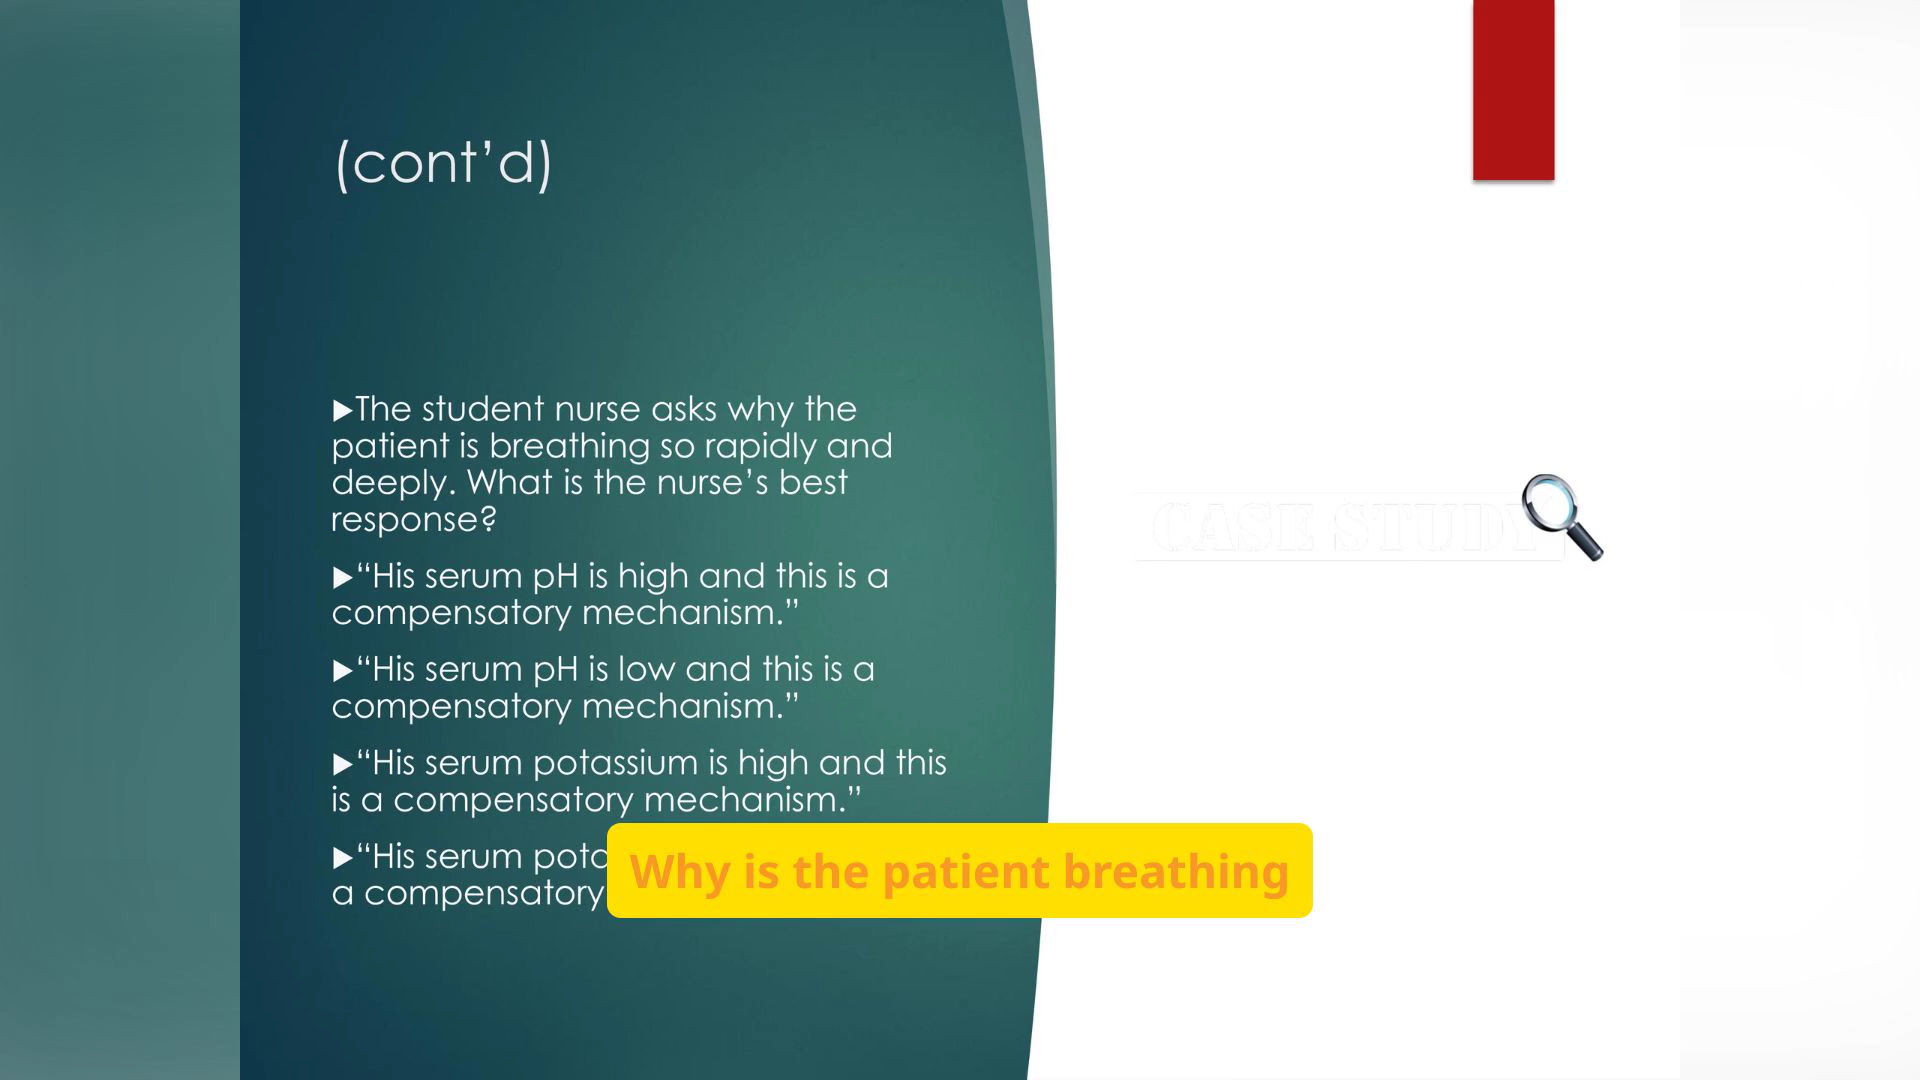 (cont’d)
▶The student nurse asks why the
patient is breathing so rapidly and
deeply. What is the nurse’s best
response?
▶“His serum pH is high and this is a
compensatory mechanism.”
▶“His serum pH is low and this is a
compensatory mechanism.”
▶“His serum potassium is high and this
is a compensatory mechanism.”
▶“His serum
a compensatory
Why is the patient breathing
CASE STUDY